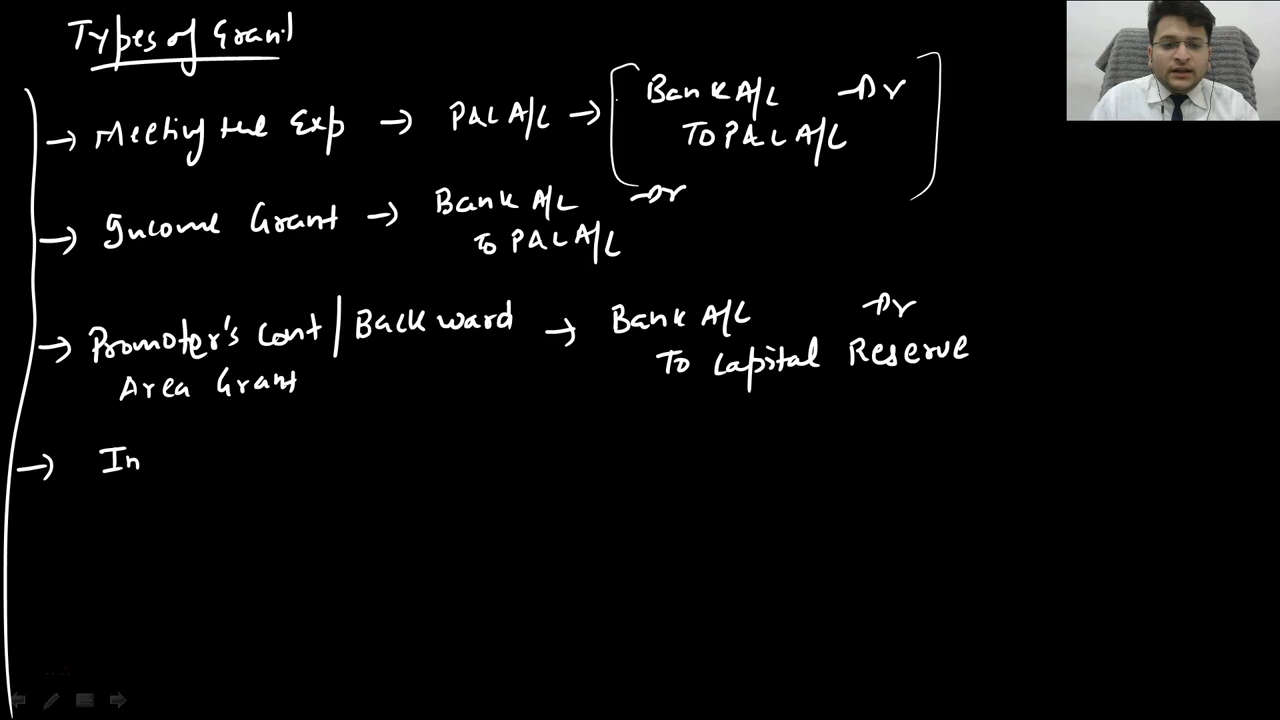 Types of Grant
→ Meeting the Exp → P&L A/L → [ Bank A/L —Dr
To P&L A/L ]
→ Income Grant → Bank A/L —Dr
To P&L A/L
→ Promoter's Cont | Backward Area Grant → Bank A/L —Dr
To Capital Reserve
→ In